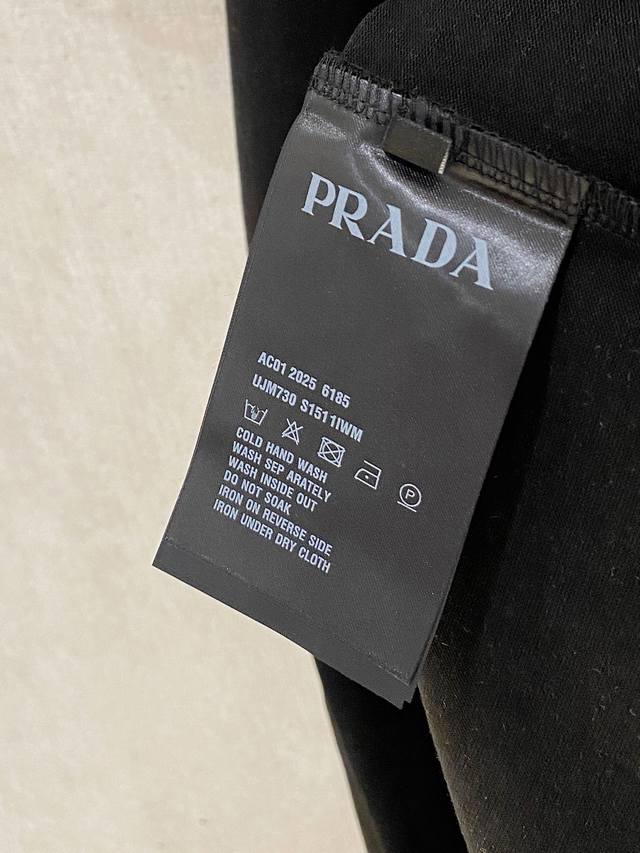 PRADA
AC01 2025 6185
UJM730 S1511IWM
P
COLD HAND WASH
WASH SEP ARATELY
WASH INSIDE OUT
DO NOT SOAK
IRON ON REVERSE SIDE
IRON UNDER DRY CLOTH